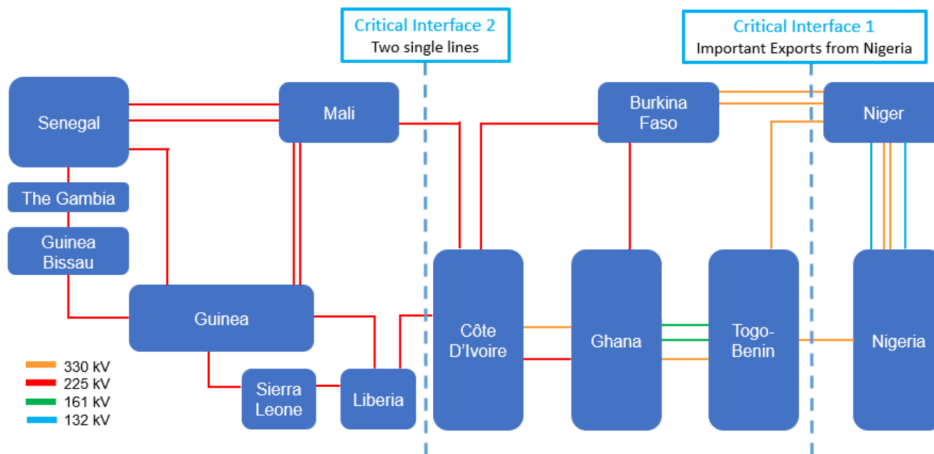 Critical Interface 2
Two single lines
Critical Interface 1
Important Exports from Nigeria
Senegal
Mali
Burkina
Faso
Niger
The Gambia
Guinea
Bissau
Guinea
Côte
D'Ivoire
Ghana
Togo-
Benin
Nigeria
Sierra
Leone
Liberia
330 kV
225 kV
161 kV
132 kV